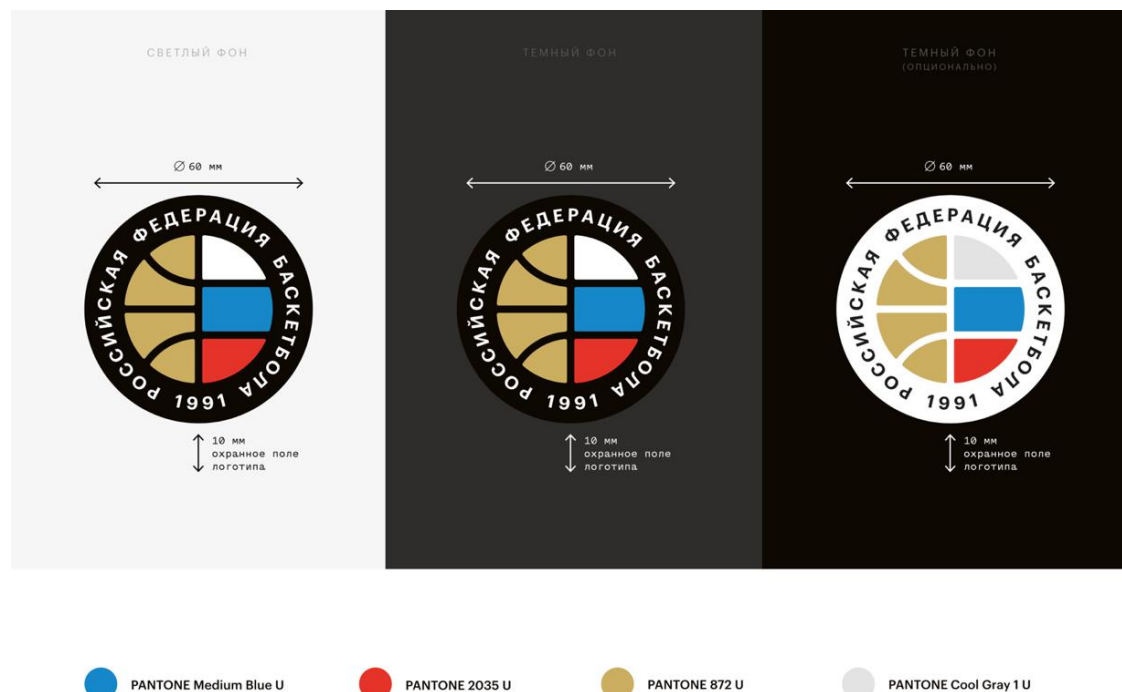 СВЕТЛЫЙ ФОН
ТЕМНЫЙ ФОН
ТЕМНЫЙ ФОН
(ОПЦИОНАЛЬНО)
∅ 60 мм
∅ 60 мм
∅ 60 мм
РОССИЙСКАЯ ФЕДЕРАЦИЯ БАСКЕТБОЛА
1991
РОССИЙСКАЯ ФЕДЕРАЦИЯ БАСКЕТБОЛА
1991
РОССИЙСКАЯ ФЕДЕРАЦИЯ БАСКЕТБОЛА
1991
10 мм
охранное поле
логотипа
10 мм
охранное поле
логотипа
10 мм
охранное поле
логотипа
PANTONE Medium Blue U
PANTONE 2035 U
PANTONE 872 U
PANTONE Cool Gray 1 U